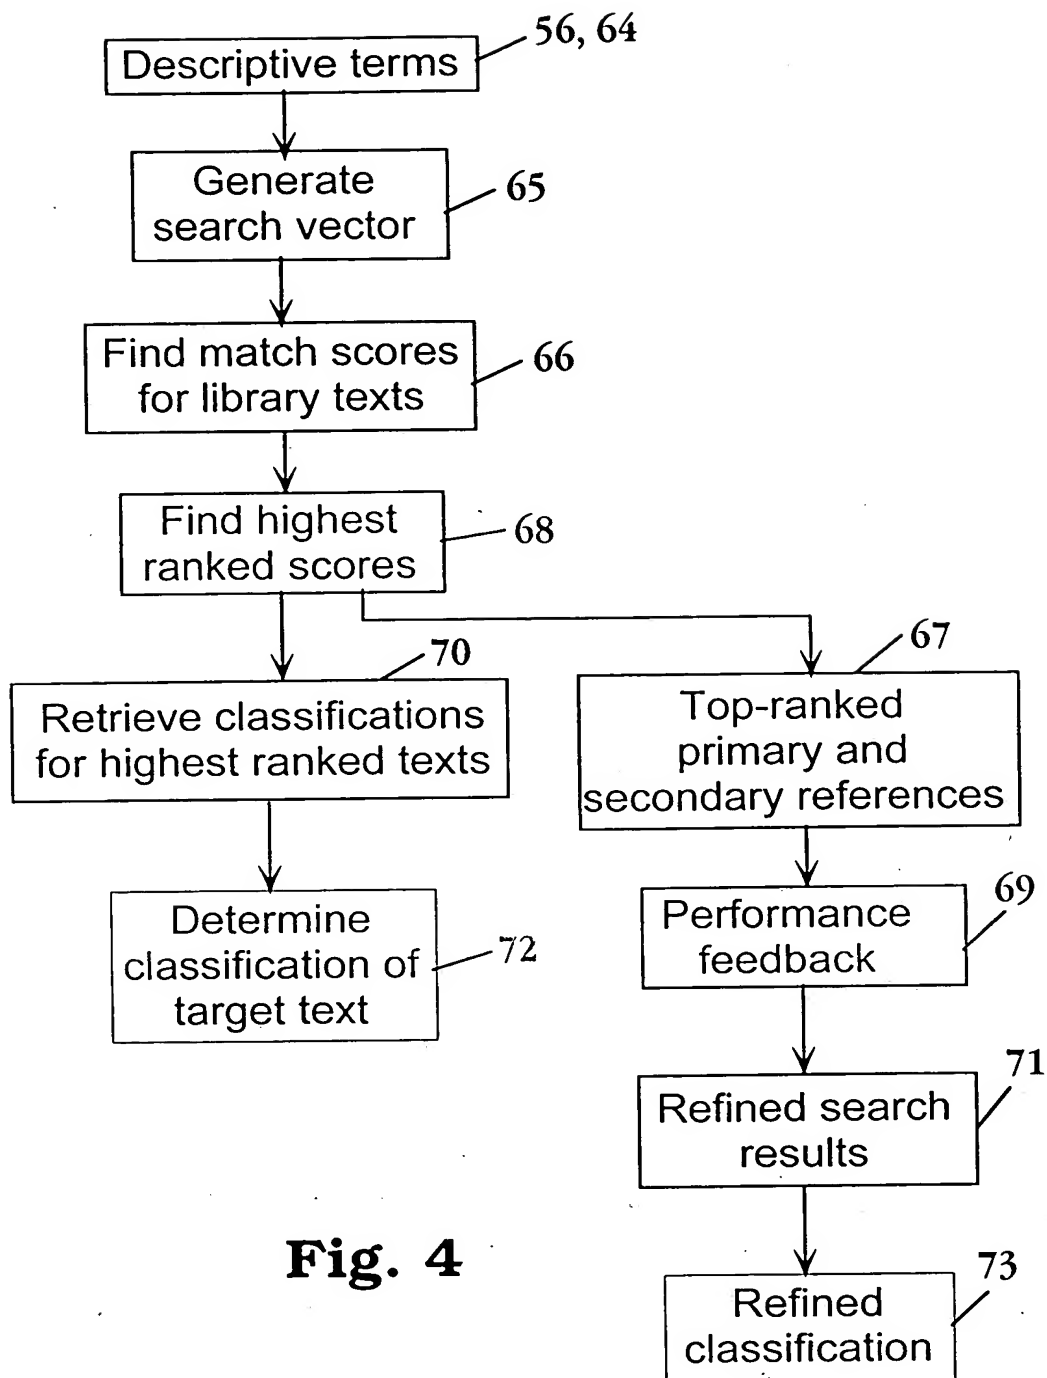 56, 64
Descriptive terms
Generate
search vector
65
Find match scores
for library texts
66
Find highest
ranked scores
68
70
Retrieve classifications
for highest ranked texts
Determine
classification of
target text
72
67
Top-ranked
primary and
secondary references
69
Performance
feedback
71
Refined search
results
73
Refined
classification
Fig. 4